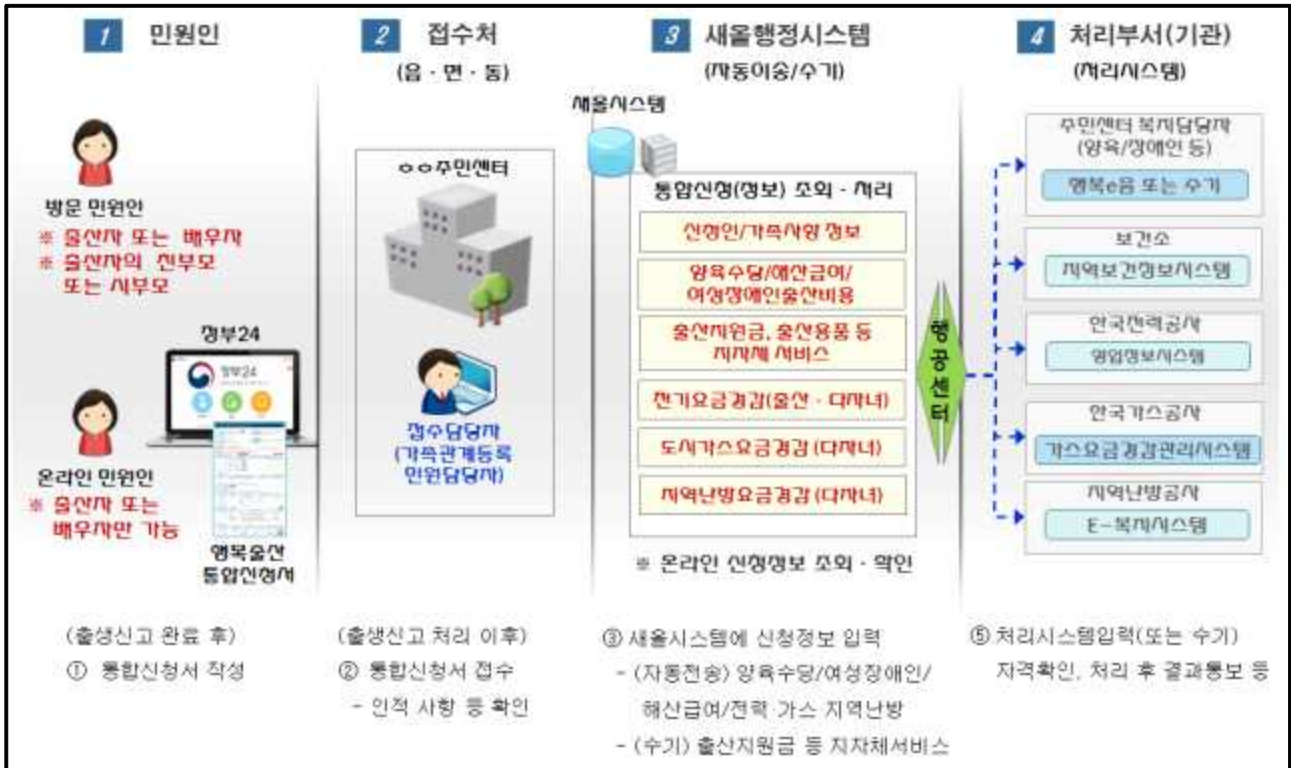 1 민원인
방문 민원인
※ 출산자 또는 배우자
※ 출산자의 친부모
또는 시부모
정부24
정부24
온라인 민원인
※ 출산자 또는
배우자만 가능
행복출산
통합신청서
(출생신고 완료 후)
① 통합신청서 작성
2 접수처
(읍 · 면 · 동)
ㅇㅇ주민센터
접수담당자
(가족관계등록
민원담당자)
(출생신고 처리 이후)
② 통합신청서 접수
- 인적 사항 등 확인
3 새올행정시스템
(자동이송/수기)
새올시스템
통합신청(정보) 조회 · 처리
신청인/가족사항 정보
양육수당/해산급여/
여성장애인출산비용
출산지원금, 출산용품 등
지자체 서비스
전기요금경감(출산 · 다자녀)
도시가스요금경감(다자녀)
지역난방요금경감(다자녀)
※ 온라인 신청정보 조회 · 확인
③ 새올시스템에 신청정보 입력
- (자동전송) 양육수당/여성장애인/
해산급여/전력 가스 지역난방
- (수기) 출산지원금 등 지자체서비스
행공센터
4 처리부서(기관)
(처리시스템)
주민센터 복지담당자
(양육/장애인 등)
행복e음 또는 수기
보건소
지역보건정보시스템
한국전력공사
영업정보시스템
한국가스공사
가스요금경감관리시스템
지역난방공사
E-복지시스템
⑤ 처리시스템입력(또는 수기)
자격확인, 처리 후 결과통보 등